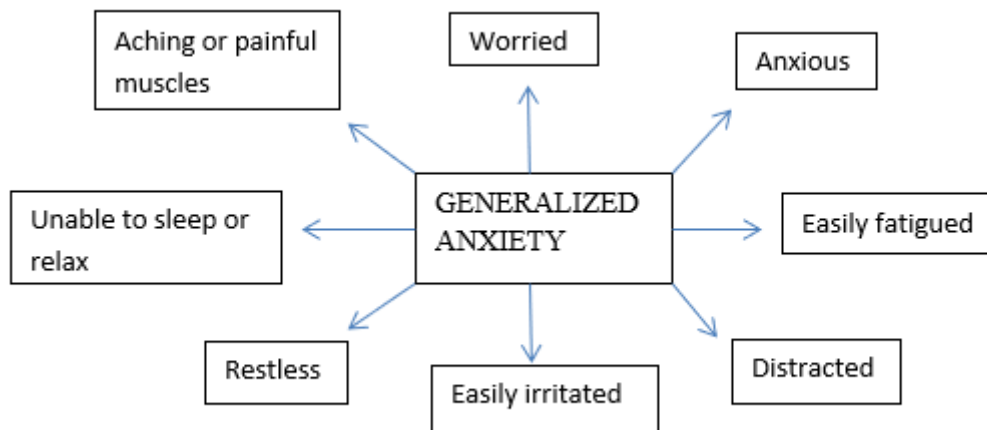 Aching or painful
muscles
Worried
Anxious
GENERALIZED
ANXIETY
Unable to sleep or
relax
Easily fatigued
Restless
Easily irritated
Distracted